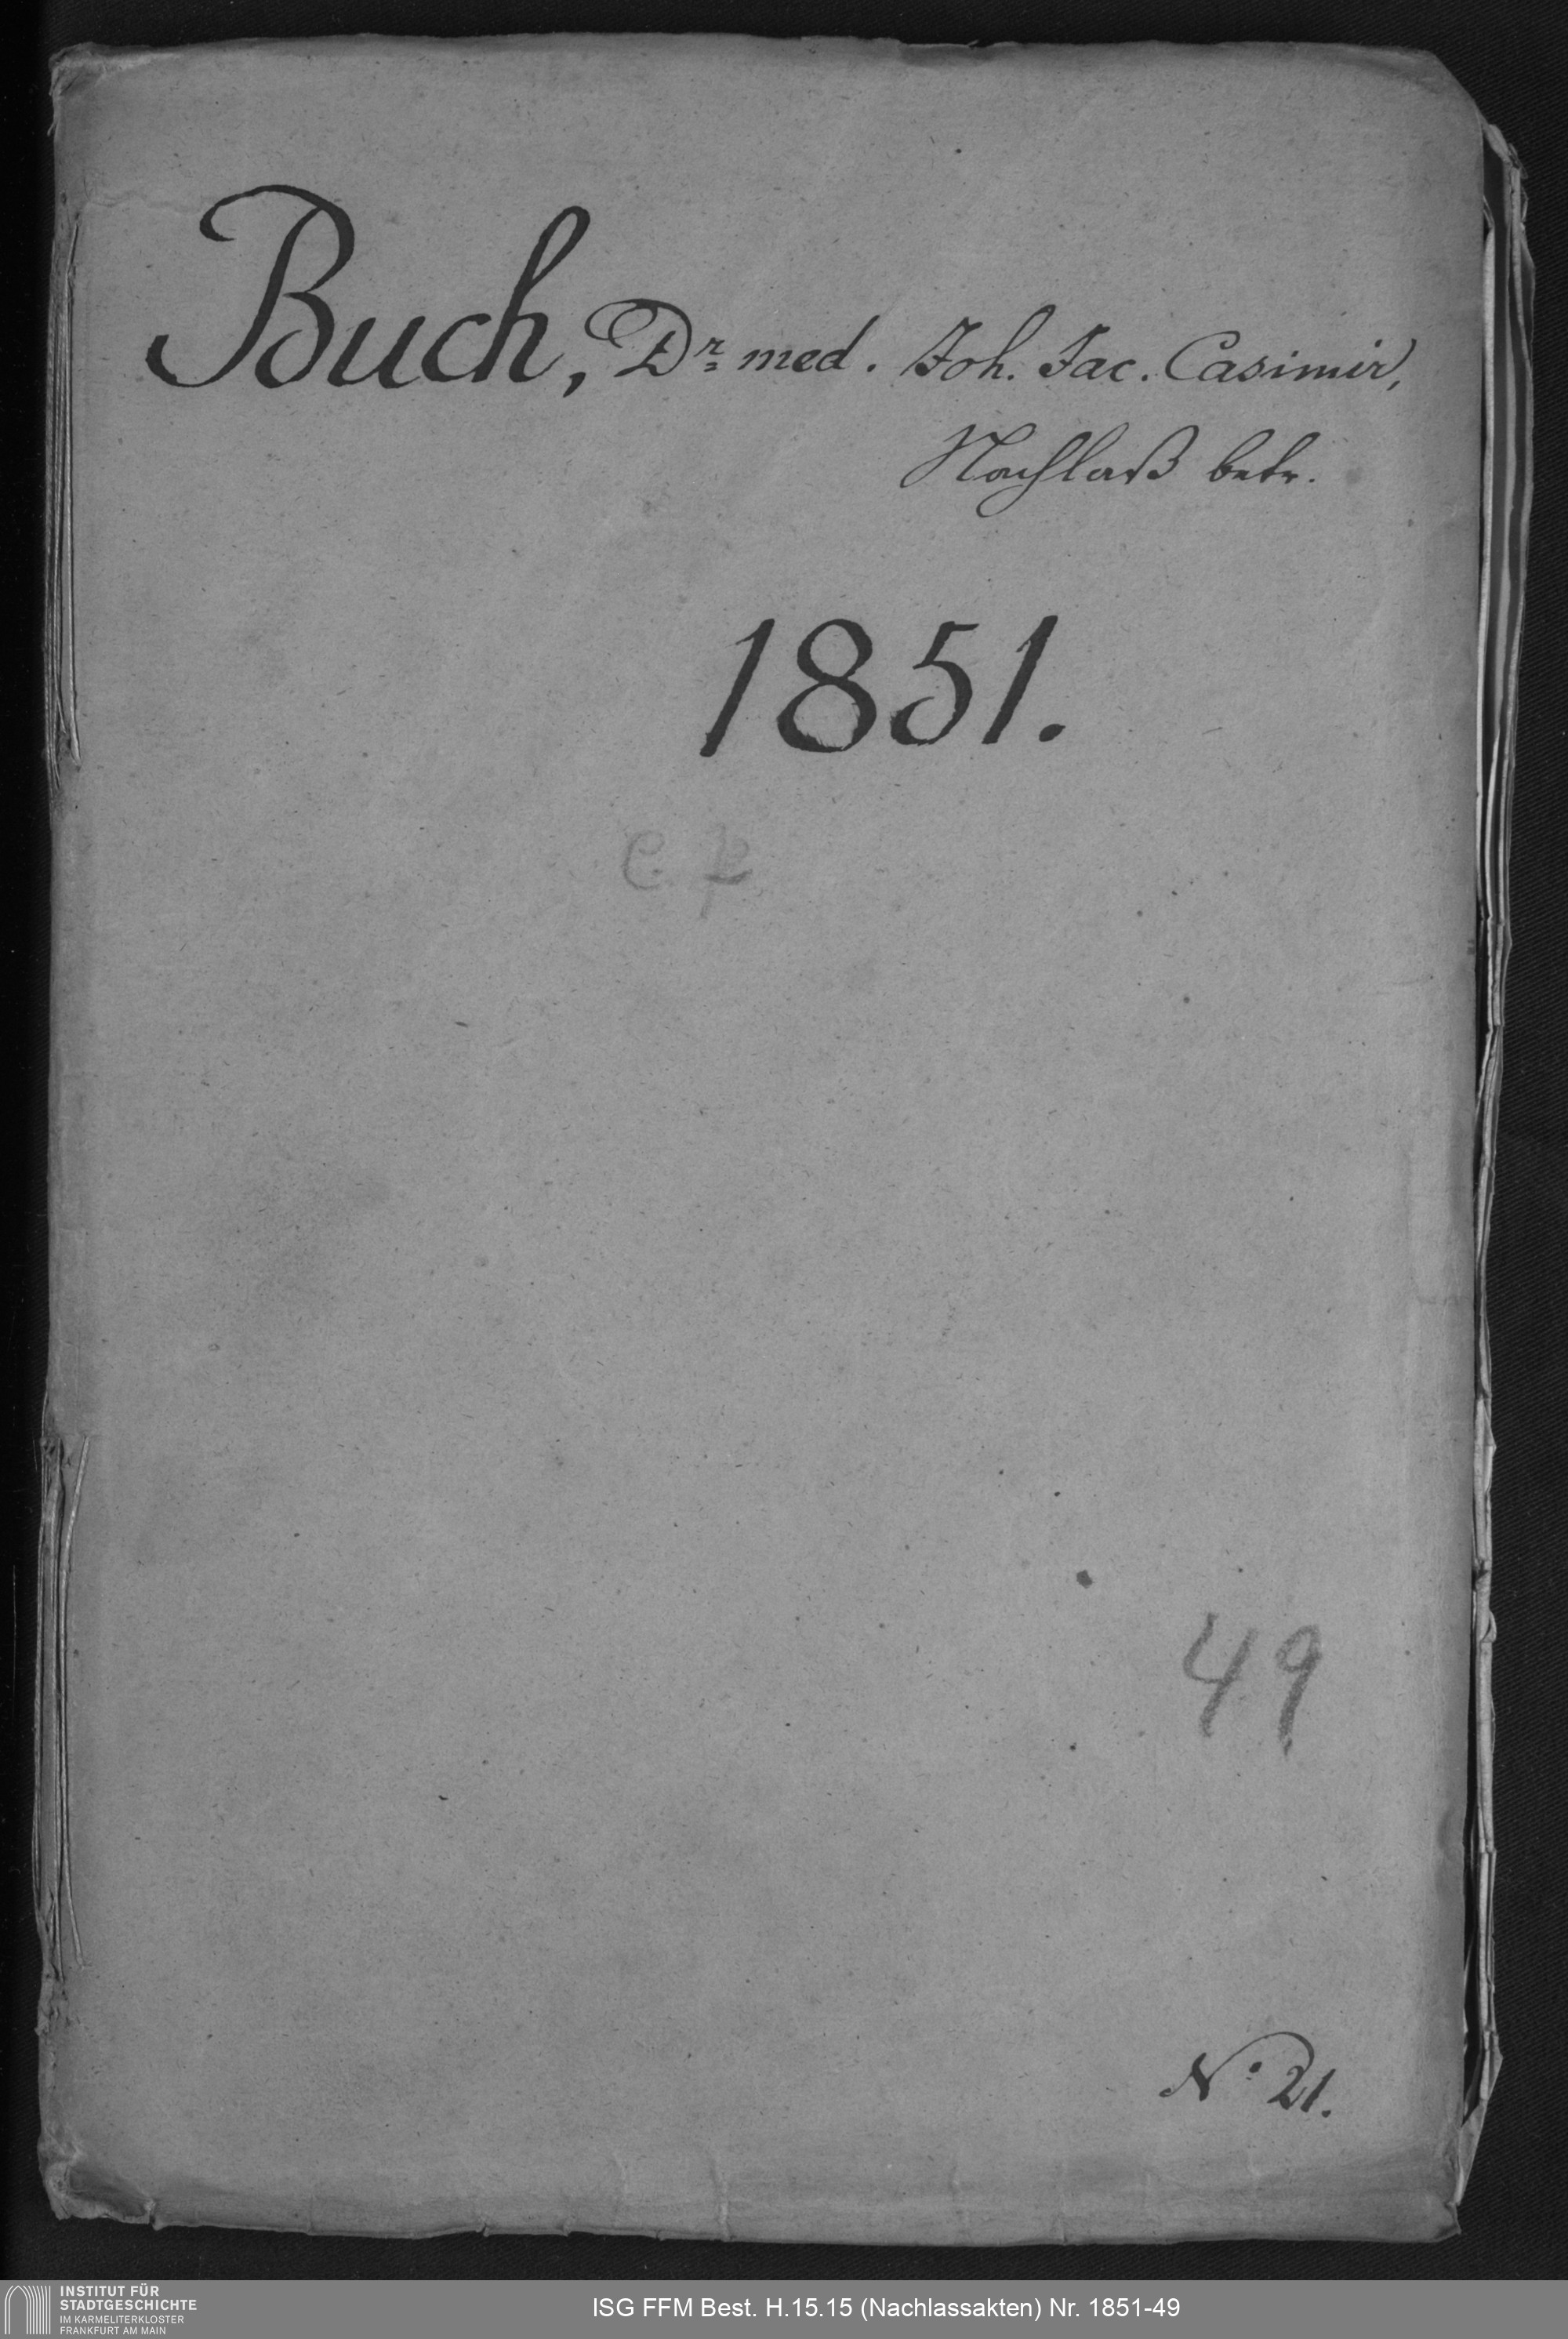 Buch, Dr med. Joh. Jac. Casimir,
Nachlaß betr.
1851.
49
No 21.
INSTITUT FÜR
STADTGESCHICHTE
IM KARMELITERKLOSTER
FRANKFURT AM MAIN
ISG FFM Best. H.15.15 (Nachlassakten) Nr. 1851-49